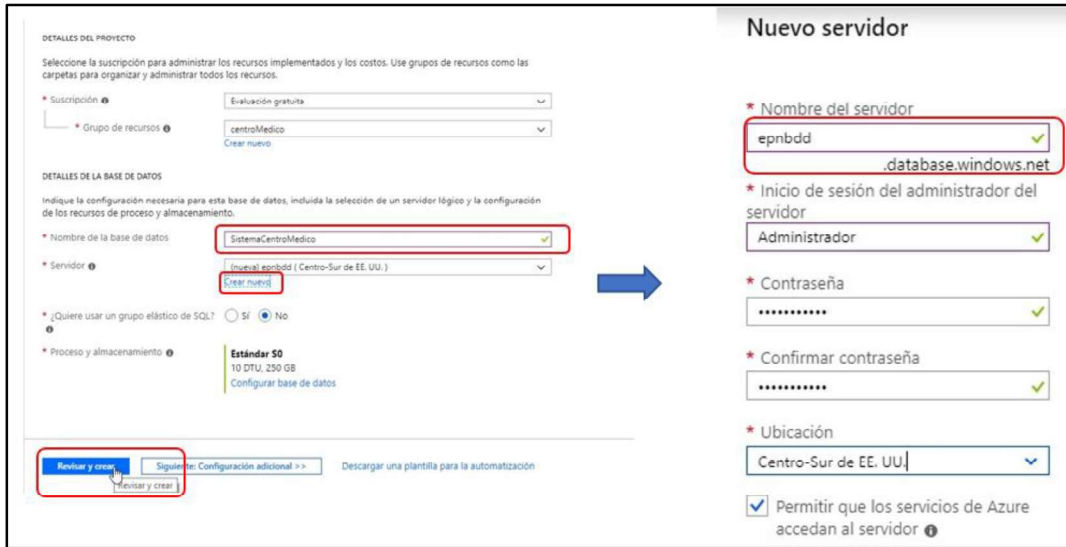 DETALLES DEL PROYECTO
Seleccione la suscripción para administrar los recursos implementados y los costos. Use grupos de recursos como las
carpetas para organizar y administrar todos los recursos.
* Suscripción
Evaluación gratuita
* Grupo de recursos
centroMedico
Crear nuevo
DETALLES DE LA BASE DE DATOS
Indique la configuración necesaria para esta base de datos, incluida la selección de un servidor lógico y la configuración
de los recursos de proceso y almacenamiento.
* Nombre de la base de datos
SistemaCentroMedico
* Servidor
(nueva) epnbdd ( Centro-Sur de EE. UU. )
Crear nuevo
* ¿Quiere usar un grupo elástico de SQL?
Sí
No
* Proceso y almacenamiento
Estándar S0
10 DTU, 250 GB
Configurar base de datos
Revisar y crear
Siguiente: Configuración adicional >>
Descargar una plantilla para la automatización
Revisar y crear
Nuevo servidor
* Nombre del servidor
epnbdd
.database.windows.net
* Inicio de sesión del administrador del
servidor
Administrador
* Contraseña
•••••••••••
* Confirmar contraseña
•••••••••••
* Ubicación
Centro-Sur de EE. UU.
Permitir que los servicios de Azure
accedan al servidor